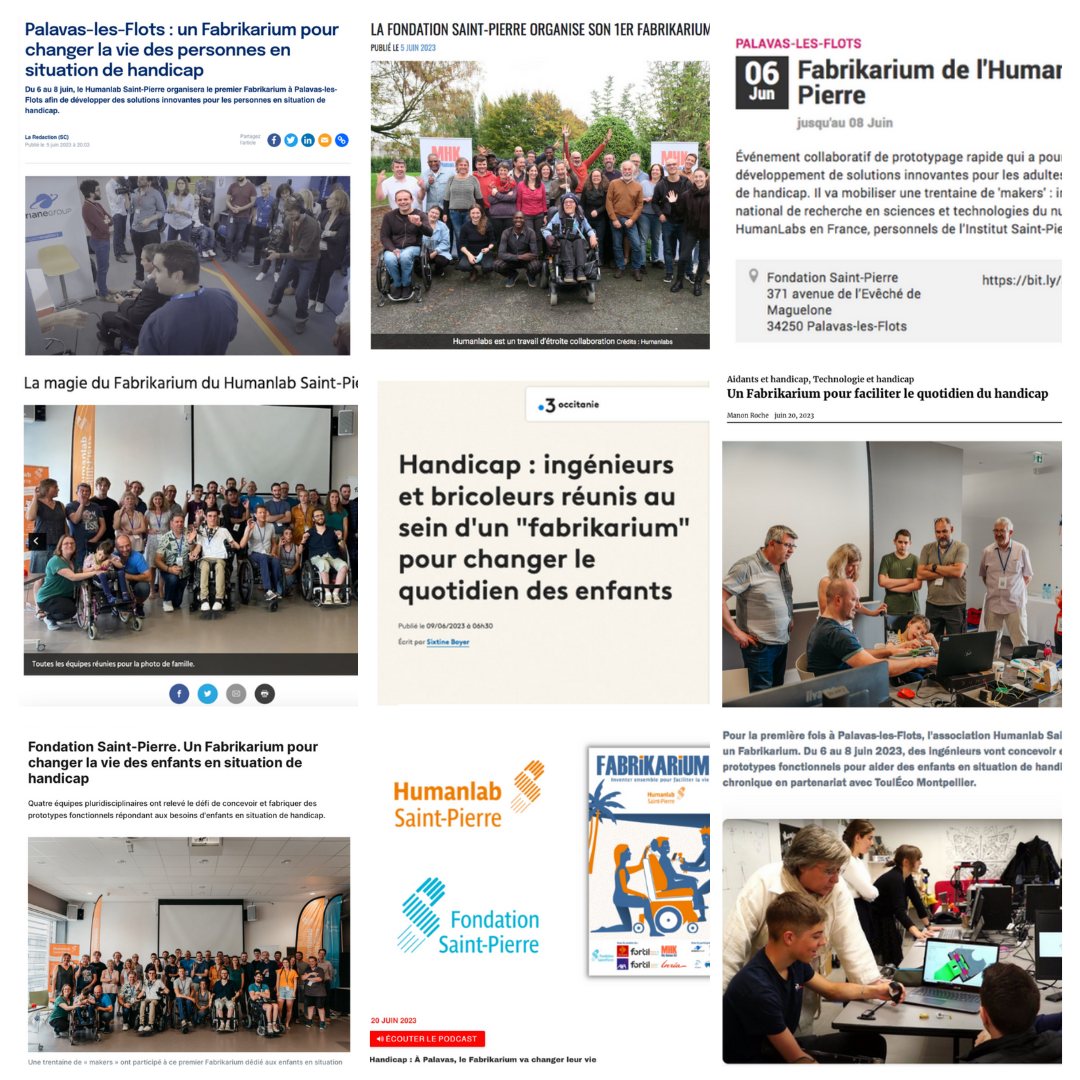 Palavas-les-Flots : un Fabrikarium pour
changer la vie des personnes en
situation de handicap
Du 6 au 8 juin, le Humanlab Saint-Pierre organisera le premier Fabrikarium à Palavas-les-
Flots afin de développer des solutions innovantes pour les personnes en situation de
handicap.
La Redaction (SC)
Publié le 5 juin 2023 à 20:03
Partagez
l'article
LA FONDATION SAINT-PIERRE ORGANISE SON 1ER FABRIKARIUM
PUBLIÉ LE 5 JUIN 2023
MHK
MHK
Humanlabs est un travail d'étroite collaboration Crédits : Humanlabs
PALAVAS-LES-FLOTS
06
Jun
Fabrikarium de l'Humar
Pierre
jusqu'au 08 Juin
Événement collaboratif de prototypage rapide qui a pour
développement de solutions innovantes pour les adultes
de handicap. Il va mobiliser une trentaine de 'makers' : in
national de recherche en sciences et technologies du nu
HumanLabs en France, personnels de l'Institut Saint-Pie
Fondation Saint-Pierre
371 avenue de l'Evêché de
Maguelone
34250 Palavas-les-Flots
https://bit.ly/
La magie du Fabrikarium du Humanlab Saint-Pie
Toutes les équipes réunies pour la photo de famille.
3 occitanie
Handicap : ingénieurs
et bricoleurs réunis au
sein d'un "fabrikarium"
pour changer le
quotidien des enfants
Publié le 09/06/2023 à 06h30
Écrit par Sixtine Boyer
Aidants et handicap, Technologie et handicap
Un Fabrikarium pour faciliter le quotidien du handicap
Manon Roche juin 20, 2023
Fondation Saint-Pierre. Un Fabrikarium pour
changer la vie des enfants en situation de
handicap
Quatre équipes pluridisciplinaires ont relevé le défi de concevoir et fabriquer des
prototypes fonctionnels répondant aux besoins d'enfants en situation de handicap.
Une trentaine de « makers » ont participé à ce premier Fabrikarium dédié aux enfants en situation
Humanlab
Saint-Pierre
Fondation
Saint-Pierre
FABRIKARIUM
Inventer ensemble pour faciliter la vie
Humanlab
Saint-Pierre
fortil
MHK
20 JUIN 2023
ÉCOUTER LE PODCAST
Handicap : À Palavas, le Fabrikarium va changer leur vie
Pour la première fois à Palavas-les-Flots, l'association Humanlab Sai
un Fabrikarium. Du 6 au 8 juin 2023, des ingénieurs vont concevoir e
prototypes fonctionnels pour aider des enfants en situation de handi
chronique en partenariat avec ToulÉco Montpellier.